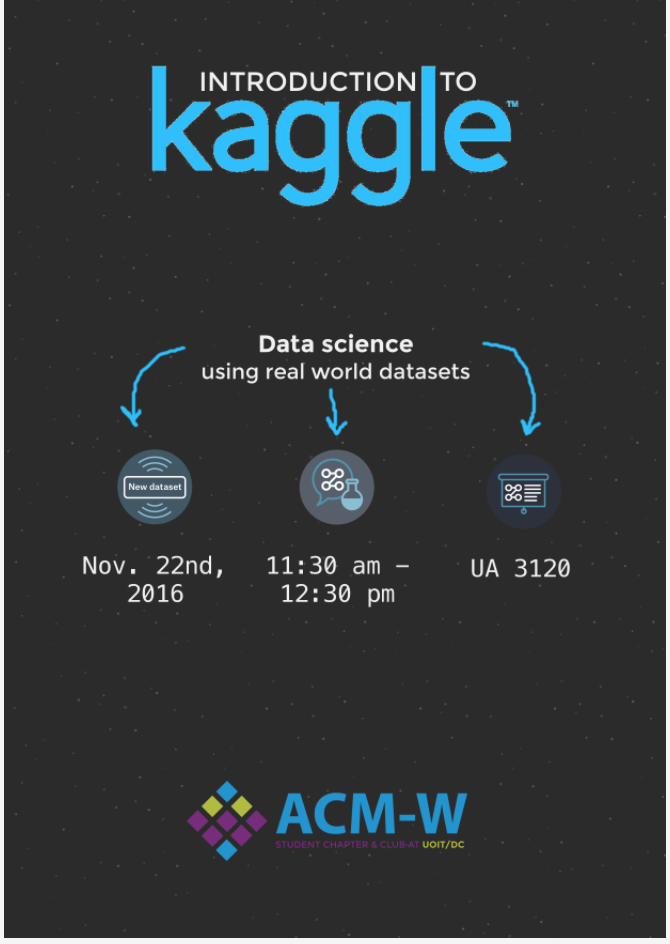 INTRODUCTION TO
kaggle™
Data science
using real world datasets
New dataset
Nov. 22nd,
2016
11:30 am –
12:30 pm
UA 3120
ACM-W
STUDENT CHAPTER & CLUB-AT UOIT/DC